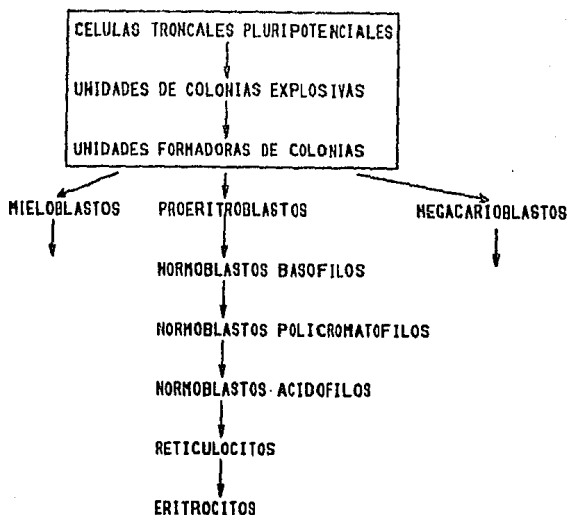 CELULAS TRONCALES PLURIPOTENCIALES
UNIDADES DE COLONIAS EXPLOSIVAS
UNIDADES FORMADORAS DE COLONIAS
MIELOBLASTOS PROERITROBLASTOS MEGACARIOBLASTOS
NORMOBLASTOS BASOFILOS
NORMOBLASTOS POLICROMATOFILOS
NORMOBLASTOS ACIDOFILOS
RETICULOCITOS
ERITROCITOS